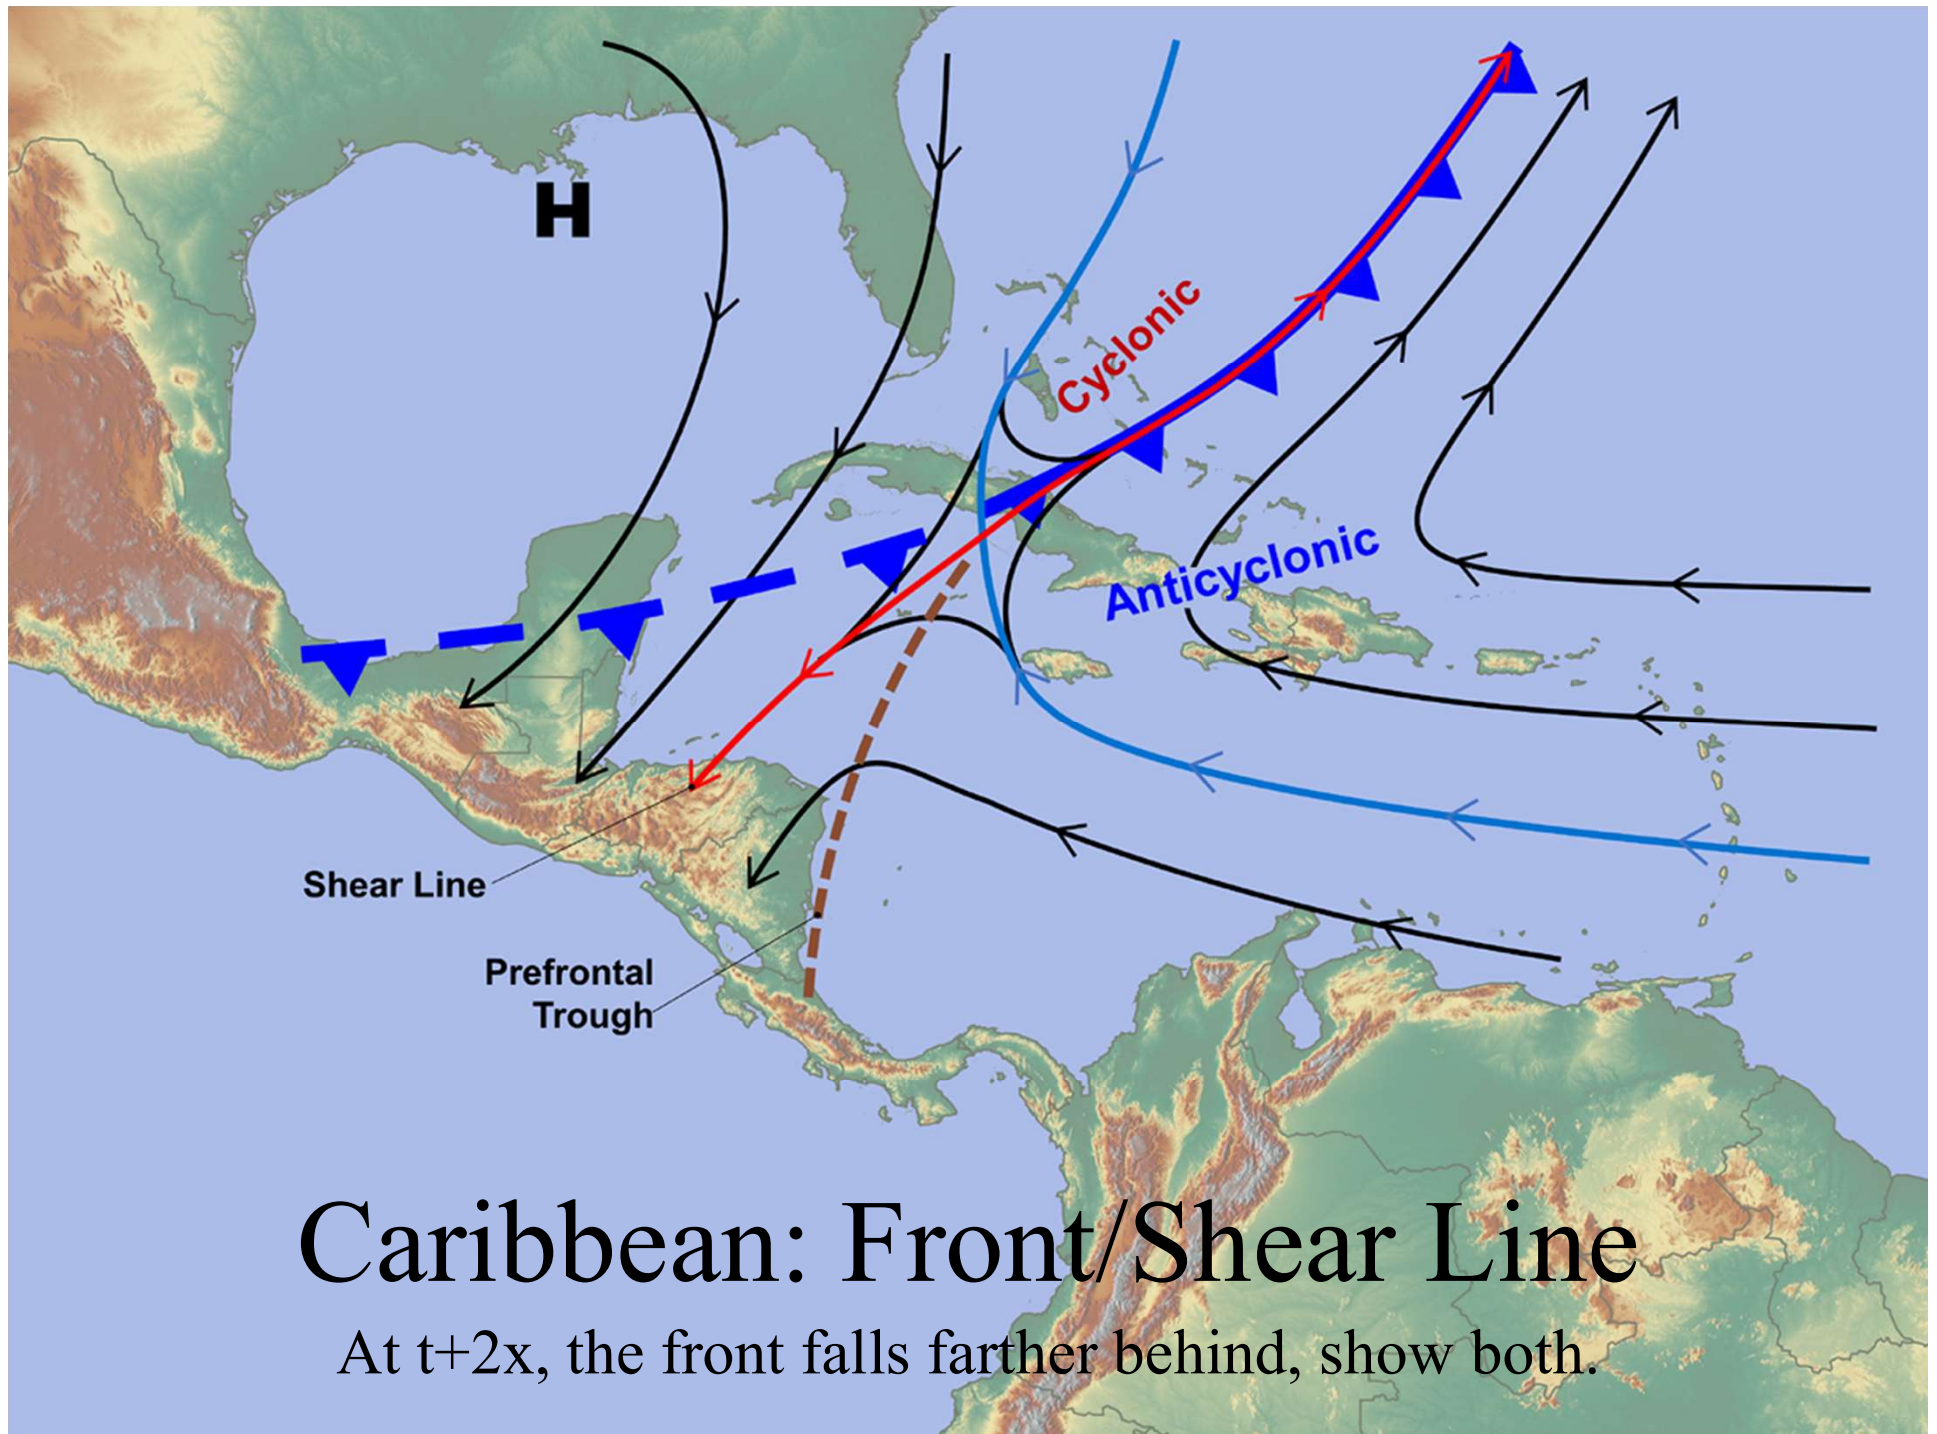 H
Cyclonic
Anticyclonic
Shear Line
Prefrontal
Trough
Caribbean: Front/Shear Line
At t+2x, the front falls farther behind, show both.